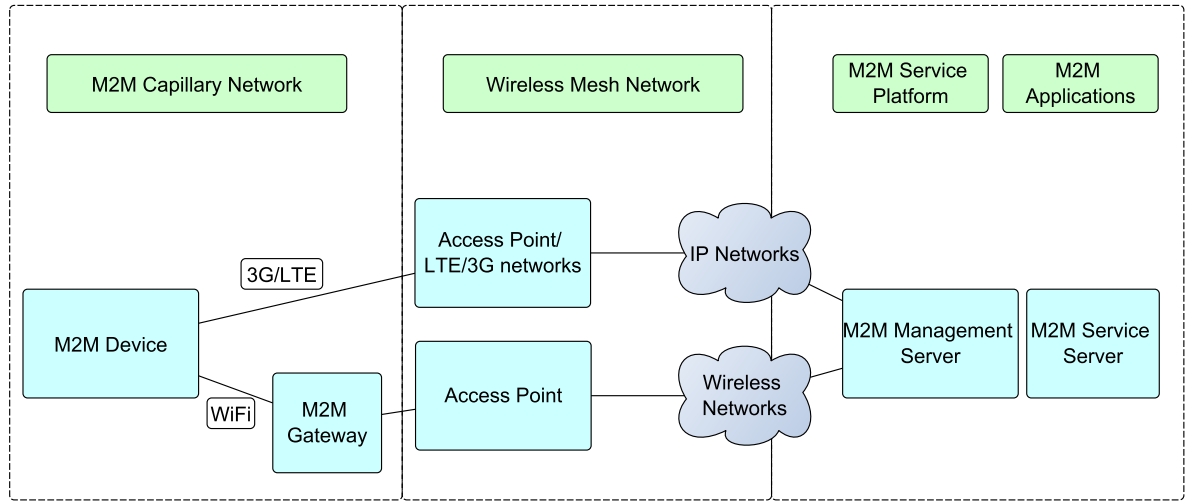 M2M Capillary Network
Wireless Mesh Network
M2M Service
Platform
M2M
Applications
Access Point/
LTE/3G networks
IP Networks
3G/LTE
M2M Device
M2M Management
Server
M2M Service
Server
WiFi
M2M
Gateway
Access Point
Wireless
Networks